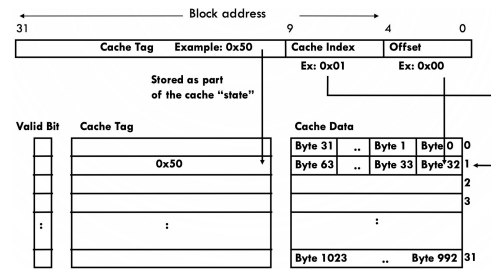 Block address
31 9 4 0
Cache Tag Example: 0x50 Cache Index Offset
Ex: 0x01 Ex: 0x00
Stored as part
of the cache “state”
Valid Bit Cache Tag Cache Data
Byte 31 .. Byte 1 Byte 0 0
0x50 Byte 63 .. Byte 33 Byte 32 1
2
3
: : :
Byte 1023 .. Byte 992 31